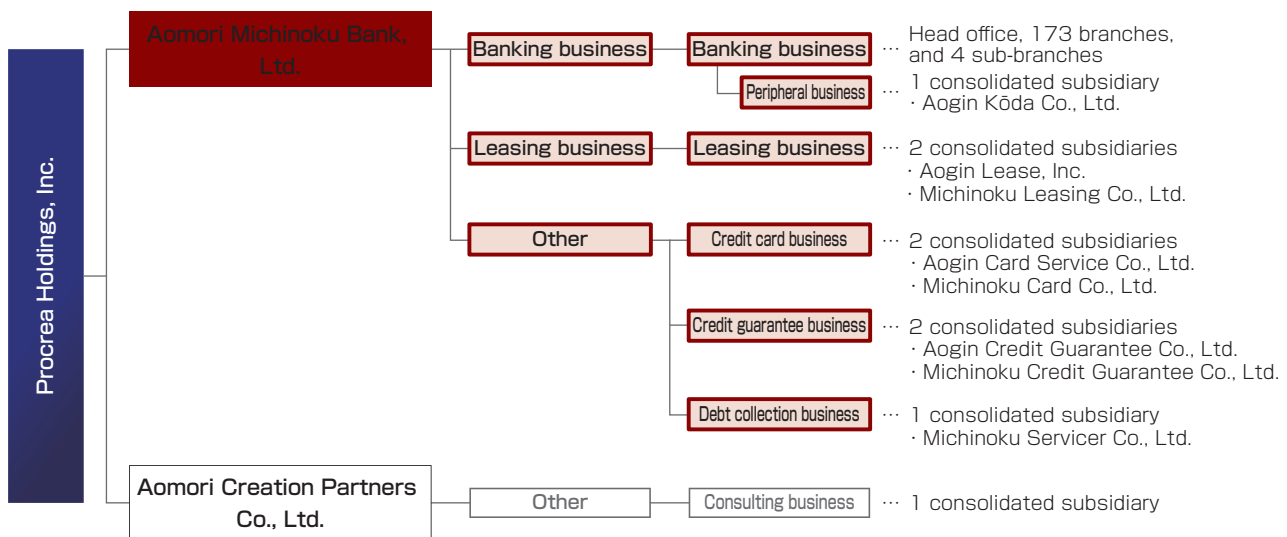 Procrea Holdings, Inc.
Aomori Michinoku Bank,
Ltd.
Banking business
Banking business
… Head office, 173 branches,
and 4 sub-branches
Peripheral business
… 1 consolidated subsidiary
· Aogin Kōda Co., Ltd.
Leasing business
Leasing business
… 2 consolidated subsidiaries
· Aogin Lease, Inc.
· Michinoku Leasing Co., Ltd.
Other
Credit card business
… 2 consolidated subsidiaries
· Aogin Card Service Co., Ltd.
· Michinoku Card Co., Ltd.
Credit guarantee business
… 2 consolidated subsidiaries
· Aogin Credit Guarantee Co., Ltd.
· Michinoku Credit Guarantee Co., Ltd.
Debt collection business
… 1 consolidated subsidiary
· Michinoku Servicer Co., Ltd.
Aomori Creation Partners
Co., Ltd.
Other
Consulting business
… 1 consolidated subsidiary